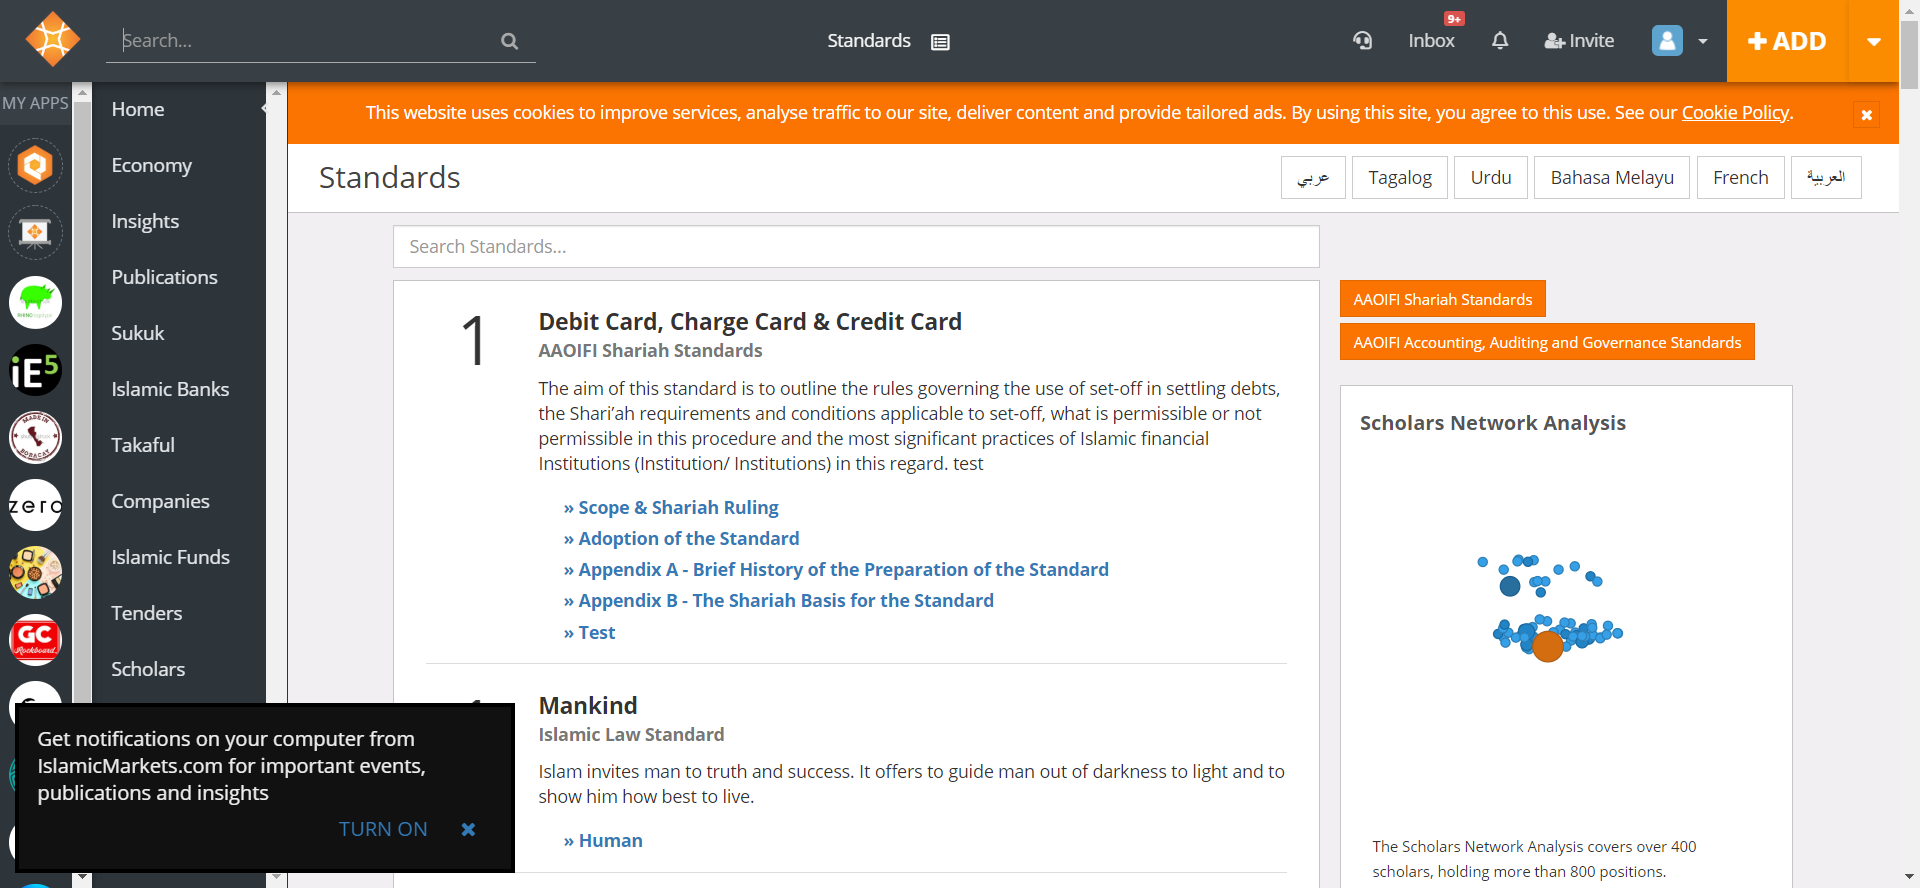 Search...
Standards
9+
Inbox
Invite
ADD
MY APPS
Home
Economy
Insights
Publications
Sukuk
Islamic Banks
Takaful
Companies
Islamic Funds
Tenders
Scholars
iE5
MADE IN
BORACAY
zero
GC
Rockboard
This website uses cookies to improve services, analyse traffic to our site, deliver content and provide tailored ads. By using this site, you agree to this use. See our Cookie Policy.
Standards
عربي
Tagalog
Urdu
Bahasa Melayu
French
العربية
Search Standards...
1
Debit Card, Charge Card & Credit Card
AAOIFI Shariah Standards
The aim of this standard is to outline the rules governing the use of set-off in settling debts,
the Shari’ah requirements and conditions applicable to set-off, what is permissible or not
permissible in this procedure and the most significant practices of Islamic financial
Institutions (Institution/ Institutions) in this regard. test
» Scope & Shariah Ruling
» Adoption of the Standard
» Appendix A - Brief History of the Preparation of the Standard
» Appendix B - The Shariah Basis for the Standard
» Test
Mankind
Islamic Law Standard
Islam invites man to truth and success. It offers to guide man out of darkness to light and to
show him how best to live.
» Human
AAOIFI Shariah Standards
AAOIFI Accounting, Auditing and Governance Standards
Scholars Network Analysis
The Scholars Network Analysis covers over 400
scholars, holding more than 800 positions.
Get notifications on your computer from
IslamicMarkets.com for important events,
publications and insights
TURN ON